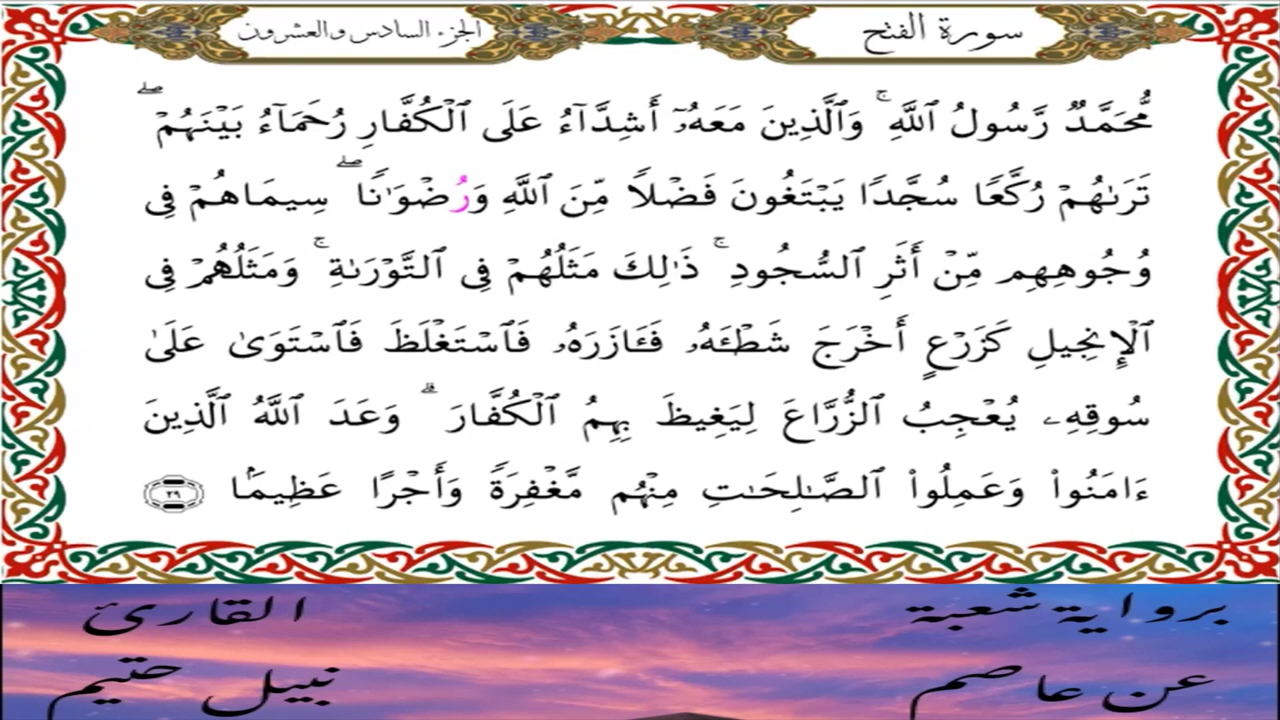 سورة الفتح
الجزء السادس والعشرون
مُّحَمَّدٌ رَّسُولُ ٱللَّهِ ۚ وَٱلَّذِينَ مَعَهُۥٓ أَشِدَّآءُ عَلَى ٱلْكُفَّارِ رُحَمَآءُ بَيْنَهُمْ ۖ
تَرَىٰهُمْ رُكَّعًا سُجَّدًا يَبْتَغُونَ فَضْلًا مِّنَ ٱللَّهِ وَرُضْوَٰنًا ۖ سِيمَاهُمْ فِى
وُجُوهِهِم مِّنْ أَثَرِ ٱلسُّجُودِ ۚ ذَٰلِكَ مَثَلُهُمْ فِى ٱلتَّوْرَىٰةِ ۚ وَمَثَلُهُمْ فِى
ٱلْإِنجِيلِ كَزَرْعٍ أَخْرَجَ شَطْـَٔهُۥ فَـَٔازَرَهُۥ فَٱسْتَغْلَظَ فَٱسْتَوَىٰ عَلَىٰ
سُوقِهِۦ يُعْجِبُ ٱلزُّرَّاعَ لِيَغِيظَ بِهِمُ ٱلْكُفَّارَ ۗ وَعَدَ ٱللَّهُ ٱلَّذِينَ
ءَامَنُوا۟ وَعَمِلُوا۟ ٱلصَّـٰلِحَـٰتِ مِنْهُم مَّغْفِرَةً وَأَجْرًا عَظِيمًۢا ٢٩
برواية شعبة
عن عاصم
القارئ
نبيل حتيم